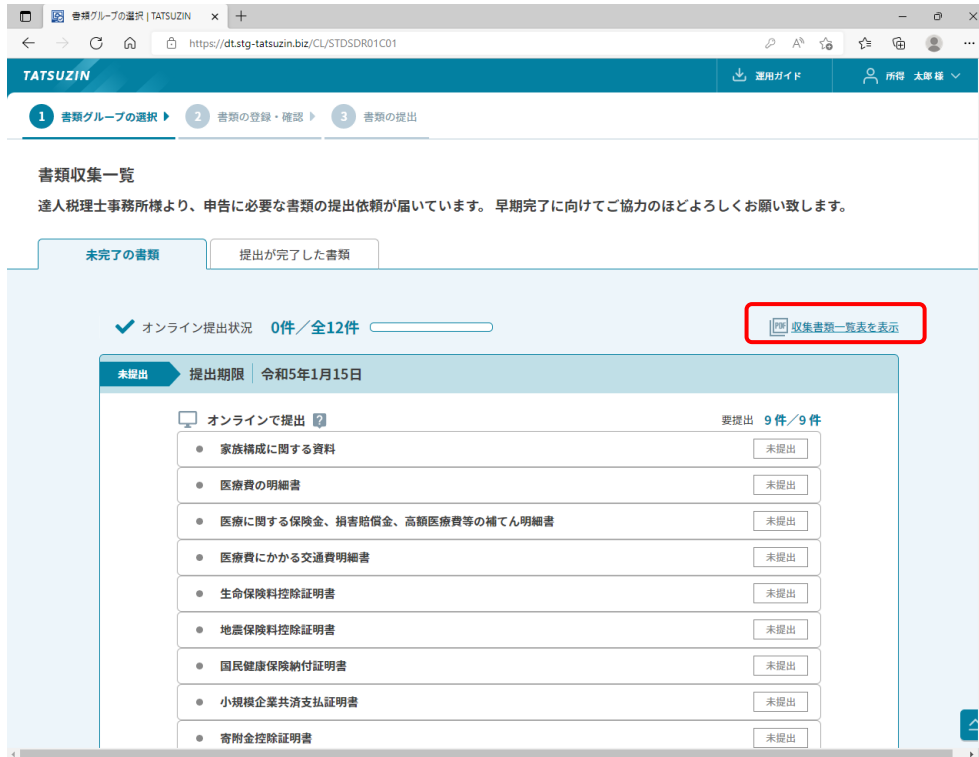 書類グループの選択 | TATSUZIN
https://dt.stg-tatsuzin.biz/CL/STDSDR01C01
TATSUZIN
運用ガイド
所得 太郎 様
1 書類グループの選択
2 書類の登録・確認
3 書類の提出
書類収集一覧
達人税理士事務所様より、申告に必要な書類の提出依頼が届いています。 早期完了に向けてご協力のほどよろしくお願い致します。
未完了の書類
提出が完了した書類
オンライン提出状況 0件／全12件
PDF 収集書類一覧表を表示
未提出 提出期限 令和5年1月15日
オンラインで提出 ? 要提出 9件／9件
家族構成に関する資料 未提出
医療費の明細書 未提出
医療に関する保険金、損害賠償金、高額医療費等の補てん明細書 未提出
医療費にかかる交通費明細書 未提出
生命保険料控除証明書 未提出
地震保険料控除証明書 未提出
国民健康保険納付証明書 未提出
小規模企業共済支払証明書 未提出
寄附金控除証明書 未提出